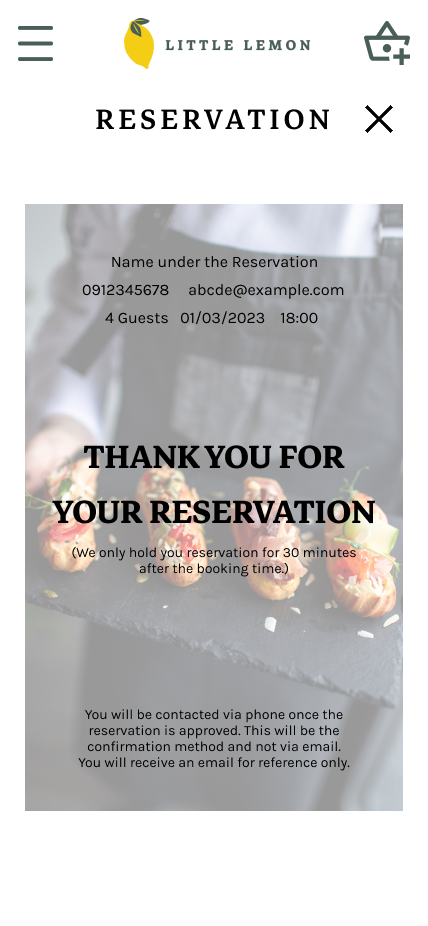 LITTLE LEMON
RESERVATION
Name under the Reservation
0912345678 abcde@example.com
4 Guests 01/03/2023 18:00
THANK YOU FOR
YOUR RESERVATION
(We only hold you reservation for 30 minutes
after the booking time.)
You will be contacted via phone once the
reservation is approved. This will be the
confirmation method and not via email.
You will receive an email for reference only.